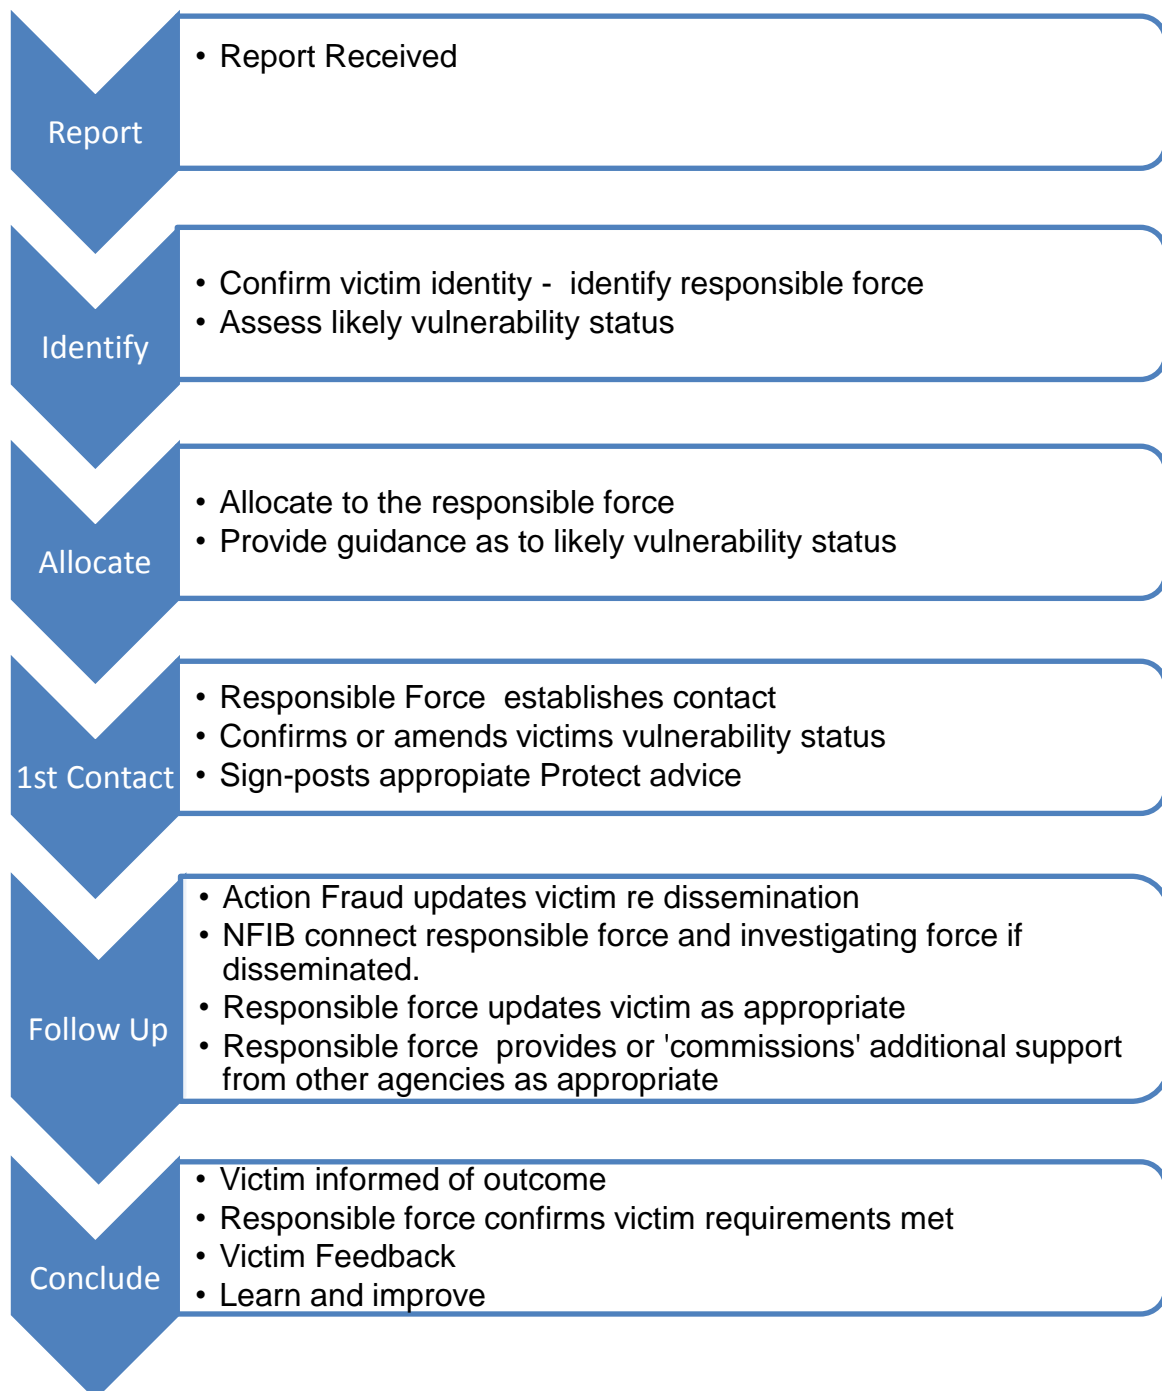 Report
• Report Received
Identify
• Confirm victim identity -  identify responsible force
• Assess likely vulnerability status
Allocate
• Allocate to the responsible force
• Provide guidance as to likely vulnerability status
1st Contact
• Responsible Force  establishes contact
• Confirms or amends victims vulnerability status
• Sign-posts appropiate Protect advice
Follow Up
• Action Fraud updates victim re dissemination
• NFIB connect responsible force and investigating force if
disseminated.
• Responsible force updates victim as appropriate
• Responsible force  provides or 'commissions' additional support
from other agencies as appropriate
Conclude
• Victim informed of outcome
• Responsible force confirms victim requirements met
• Victim Feedback
• Learn and improve